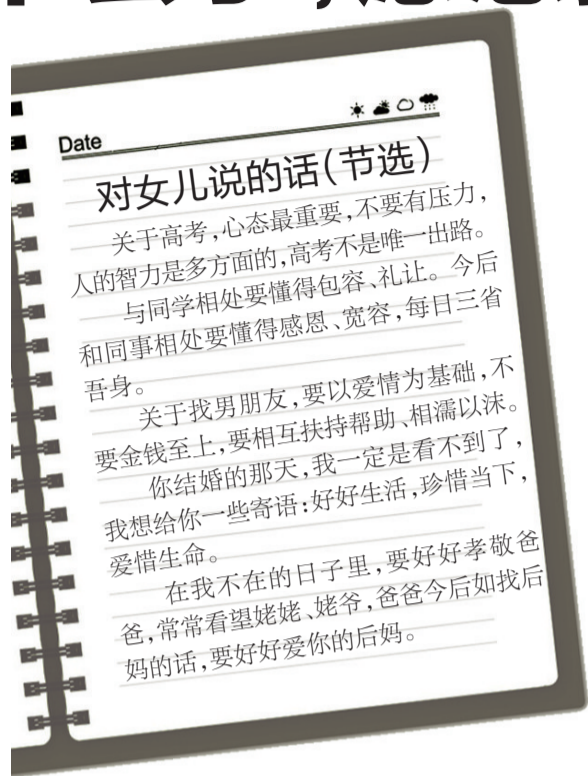 Date
对女儿说的话(节选)
关于高考,心态最重要,不要有压力,
人的智力是多方面的,高考不是唯一出路。
与同学相处要懂得包容、礼让。今后
和同事相处要懂得感恩、宽容,每日三省
吾身。
关于找男朋友,要以爱情为基础,不
要金钱至上,要相互扶持帮助、相濡以沫。
你结婚的那天,我一定是看不到了,
我想给你一些寄语:好好生活,珍惜当下,
爱惜生命。
在我不在的日子里,要好好孝敬爸
爸,常常看望姥姥、姥爷,爸爸今后如找后
妈的话,要好好爱你的后妈。